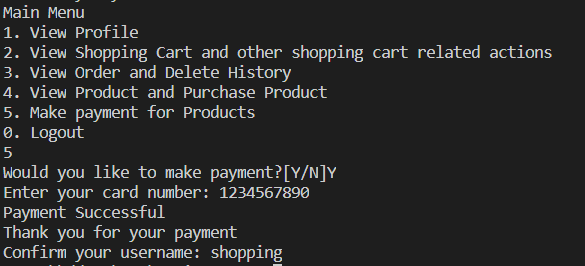 Main Menu
1. View Profile
2. View Shopping Cart and other shopping cart related actions
3. View Order and Delete History
4. View Product and Purchase Product
5. Make payment for Products
0. Logout
5
Would you like to make payment?[Y/N]Y
Enter your card number: 1234567890
Payment Successful
Thank you for your payment
Confirm your username: shopping